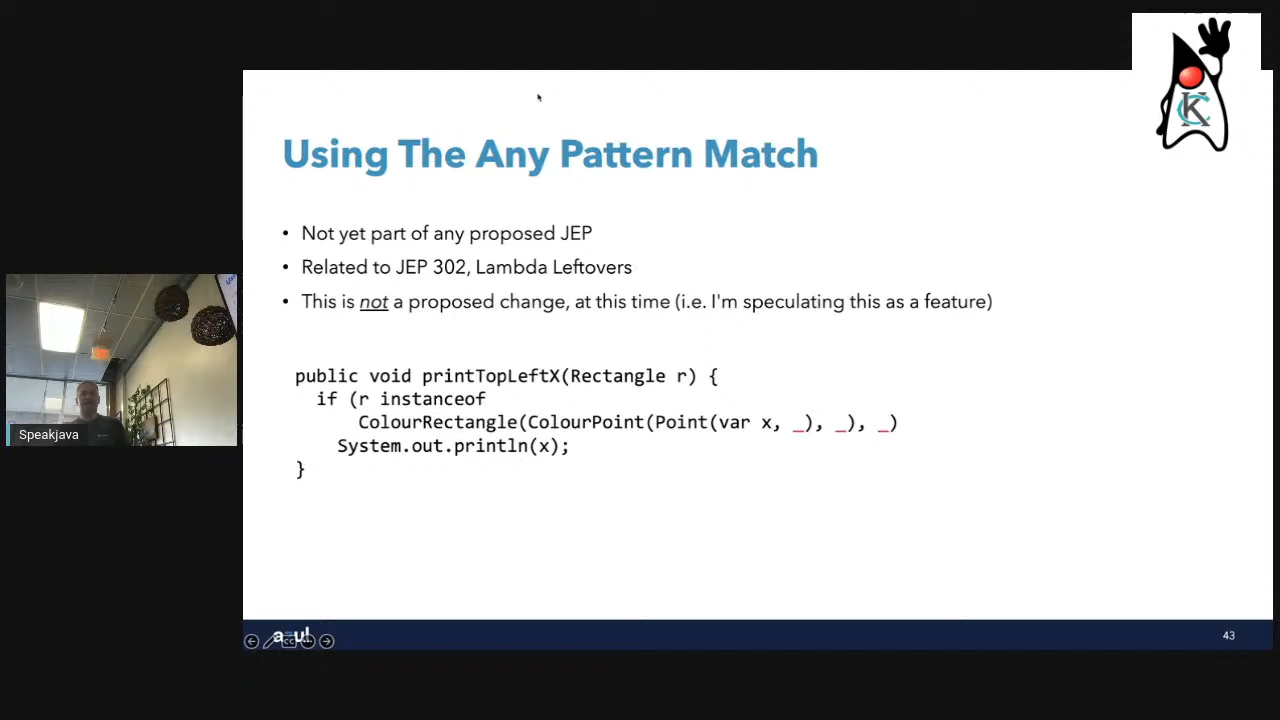 Using The Any Pattern Match
• Not yet part of any proposed JEP
• Related to JEP 302, Lambda Leftovers
• This is not a proposed change, at this time (i.e. I'm speculating this as a feature)
public void printTopLeftX(Rectangle r) {
if (r instanceof
ColourRectangle(ColourPoint(Point(var x, _), _), _)
System.out.println(x);
}
Speakjava
KC
azul
43